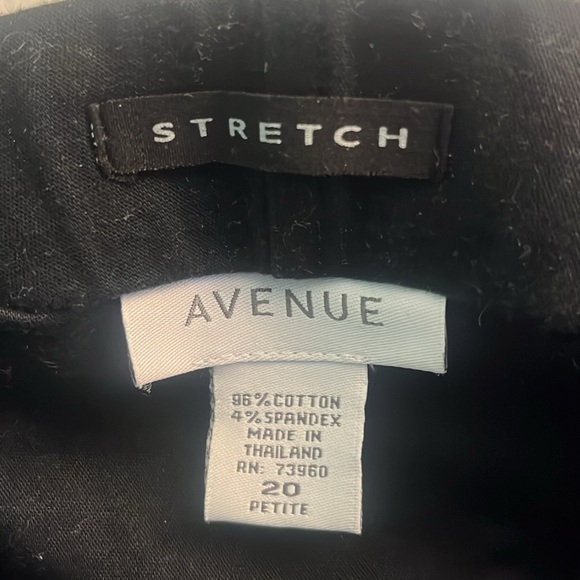 STRETCH
AVENUE
96% COTTON
4% SPANDEX
MADE IN
THAILAND
RN: 73960
20
PETITE